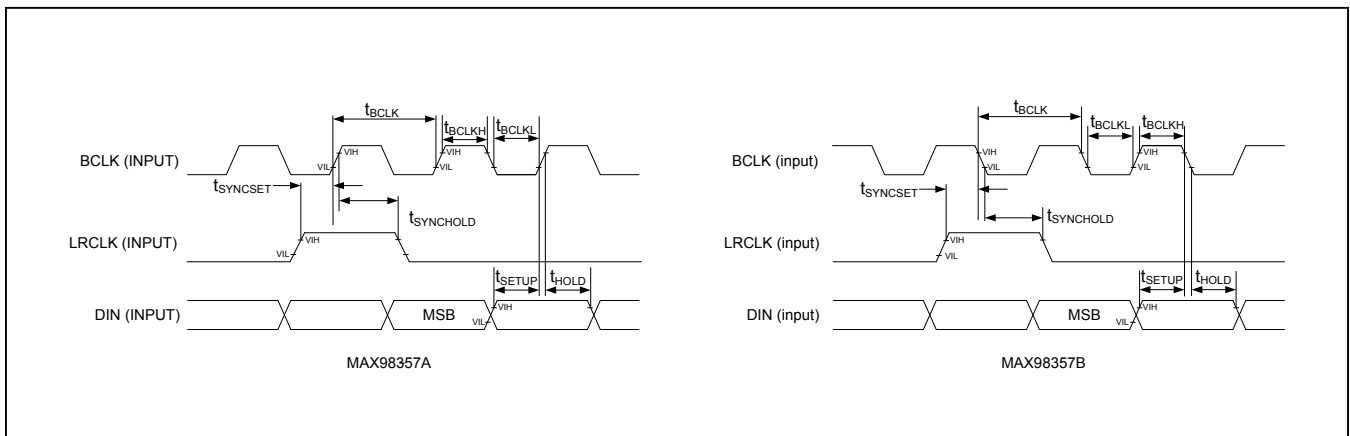 tBCLK
tBCLKH
tBCLKL
BCLK (INPUT)
VIH
VIL
VIH
VIL
tSYNCSET
tSYNCHOLD
LRCLK (INPUT)
VIH
VIL
tSETUP
tHOLD
DIN (INPUT)
MSB
VIH
VIL
MAX98357A
tBCLK
tBCLKL
tBCLKH
BCLK (input)
VIH
VIL
VIH
VIL
tSYNCSET
tSYNCHOLD
LRCLK (input)
VIH
VIL
tSETUP
tHOLD
DIN (input)
MSB
VIH
VIL
MAX98357B